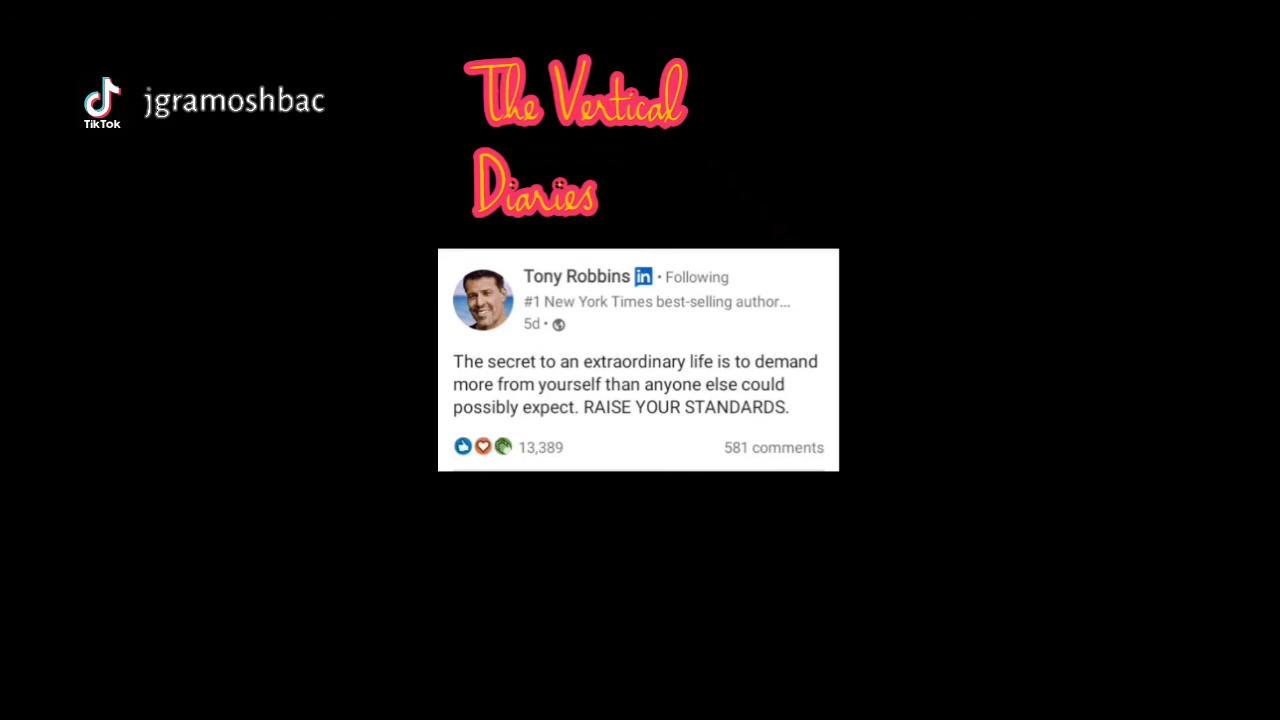 The Vertical
Diaries
TikTok
jgramoshbac
Tony Robbins in • Following
#1 New York Times best-selling author...
5d •
The secret to an extraordinary life is to demand
more from yourself than anyone else could
possibly expect. RAISE YOUR STANDARDS.
13,389 581 comments